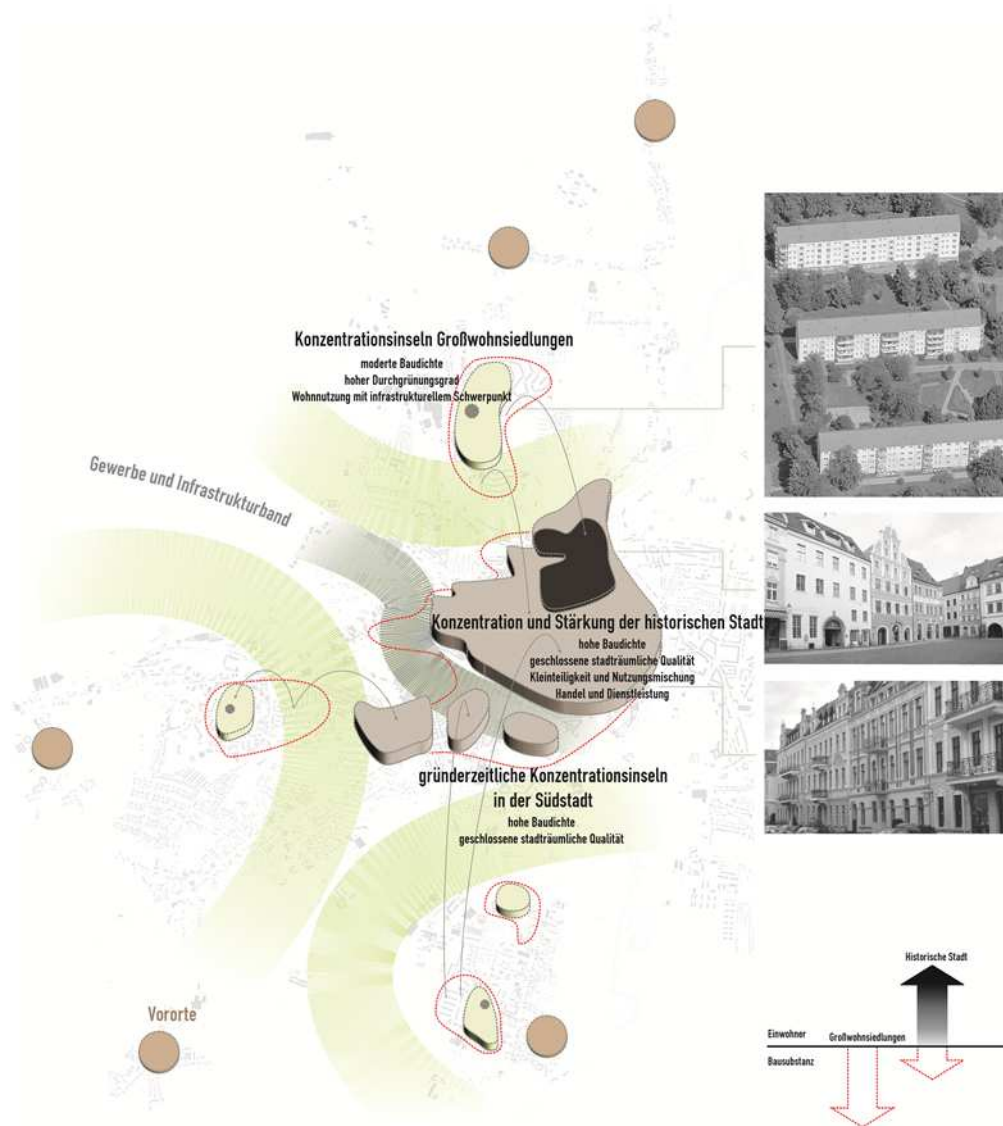 Konzentrationsinseln Großwohnsiedlungen
moderte Baudichte
hoher Durchgrünungsgrad
Wohnnutzung mit infrastrukturellem Schwerpunkt
Gewerbe und Infrastrukturband
Konzentration und Stärkung der historischen Stadt
hohe Baudichte
geschlossene stadträumliche Qualität
Kleinteiligkeit und Nutzungsmischung
Handel und Dienstleistung
gründerzeitliche Konzentrationsinseln
in der Südstadt
hohe Baudichte
geschlossene stadträumliche Qualität
Vororte
Historische Stadt
Einwohner
Großwohnsiedlungen
Bausubstanz